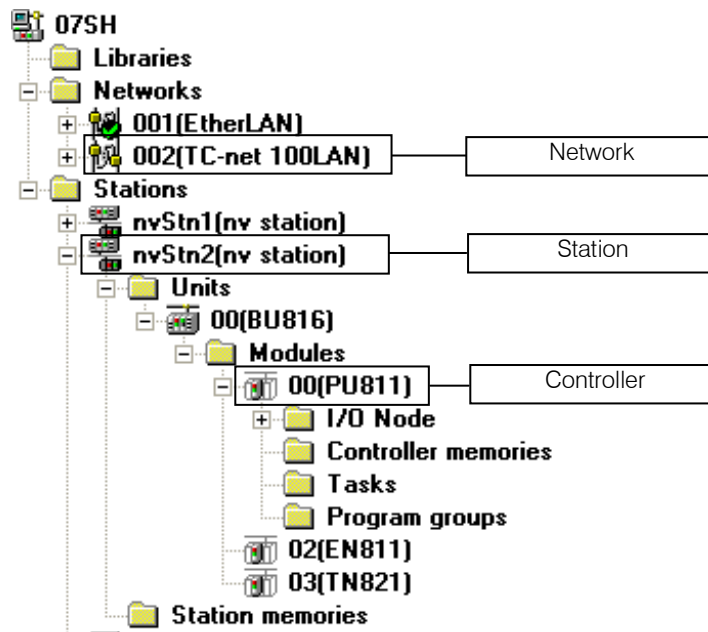 07SH
Libraries
Networks
001(EtherLAN)
002(TC-net 100LAN) Network
Stations
nvStn1(nv station)
nvStn2(nv station) Station
Units
00(BU816)
Modules
00(PU811) Controller
I/O Node
Controller memories
Tasks
Program groups
02(EN811)
03(TN821)
Station memories